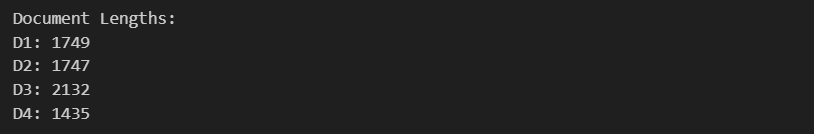 Document Lengths:
D1: 1749
D2: 1747
D3: 2132
D4: 1435